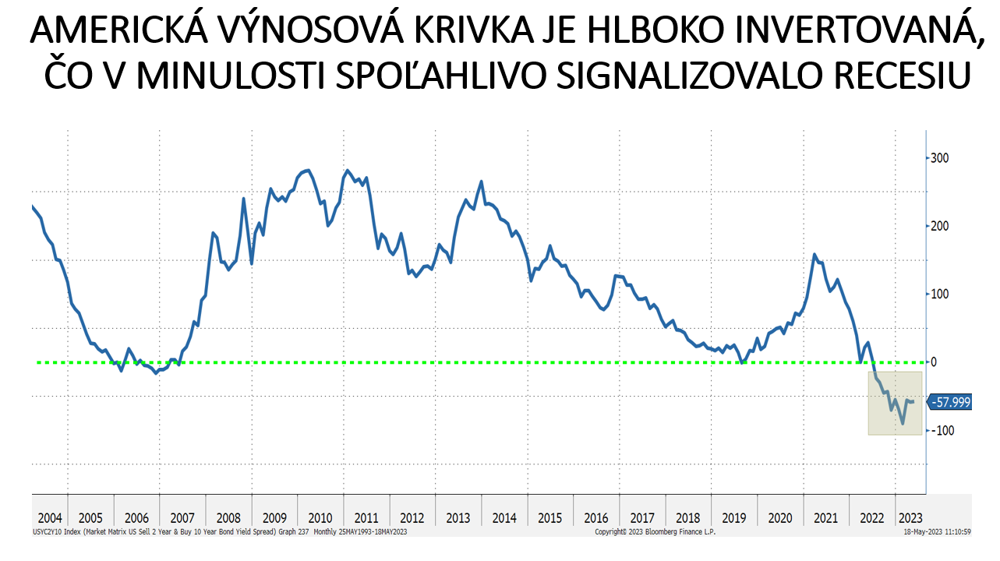 AMERICKÁ VÝNOSOVÁ KRIVKA JE HLBOKO INVERTOVANÁ,
ČO V MINULOSTI SPOĽAHLIVO SIGNALIZOVALO RECESIU
300
200
100
0
-57.999
-100
2004 2005 2006 2007 2008 2009 2010 2011 2012 2013 2014 2015 2016 2017 2018 2019 2020 2021 2022 2023
USYC2Y10 Index (Market Matrix US Sell 2 Year & Buy 10 Year Bond Yield Spread) Graph 237 Monthly 25MAY1993-18MAY2023 Copyright© 2023 Bloomberg Finance L.P. 18-May-2023 11:10:59